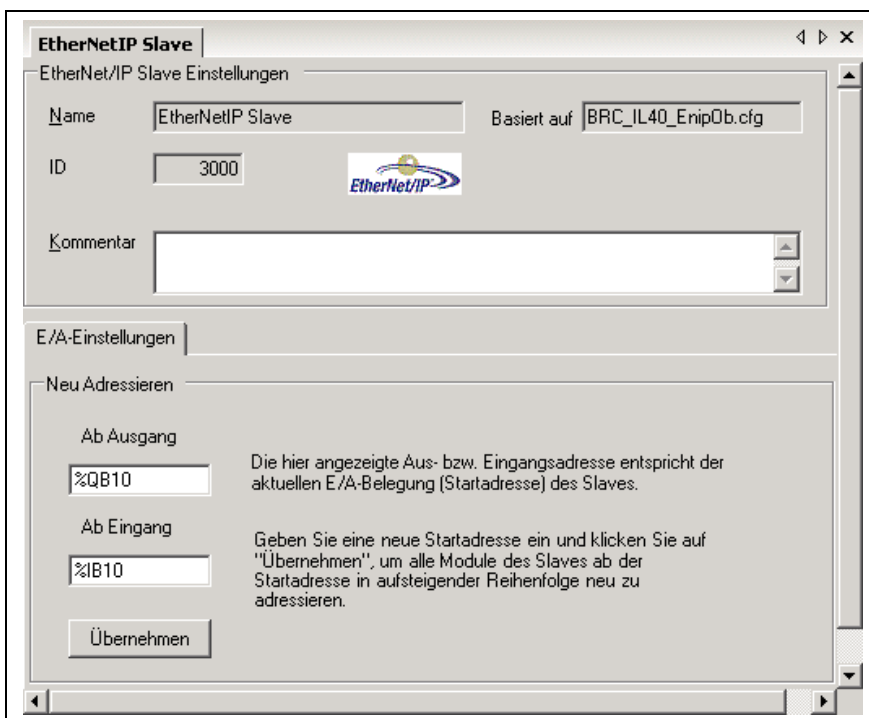 EtherNetIP Slave
EtherNet/IP Slave Einstellungen
Name EtherNetIP Slave Basiert auf BRC_IL40_EnipOb.cfg
ID 3000 EtherNet/IP
Kommentar
E/A-Einstellungen
Neu Adressieren
Ab Ausgang
%QB10
Die hier angezeigte Aus- bzw. Eingangsadresse entspricht der
aktuellen E/A-Belegung (Startadresse) des Slaves.
Ab Eingang
%IB10
Geben Sie eine neue Startadresse ein und klicken Sie auf
"Übernehmen", um alle Module des Slaves ab der
Startadresse in aufsteigender Reihenfolge neu zu
adressieren.
Übernehmen